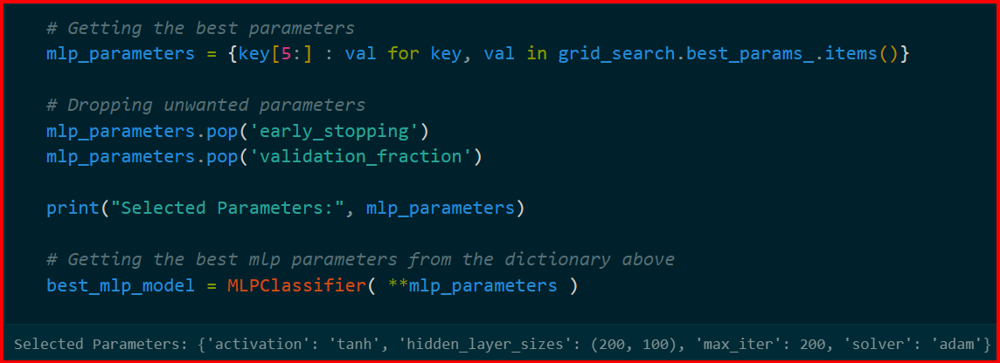 # Getting the best parameters
mlp_parameters = {key[5:] : val for key, val in grid_search.best_params_.items()}
# Dropping unwanted parameters
mlp_parameters.pop('early_stopping')
mlp_parameters.pop('validation_fraction')
print("Selected Parameters:", mlp_parameters)
# Getting the best mlp parameters from the dictionary above
best_mlp_model = MLPClassifier( **mlp_parameters )
Selected Parameters: {'activation': 'tanh', 'hidden_layer_sizes': (200, 100), 'max_iter': 200, 'solver': 'adam'}